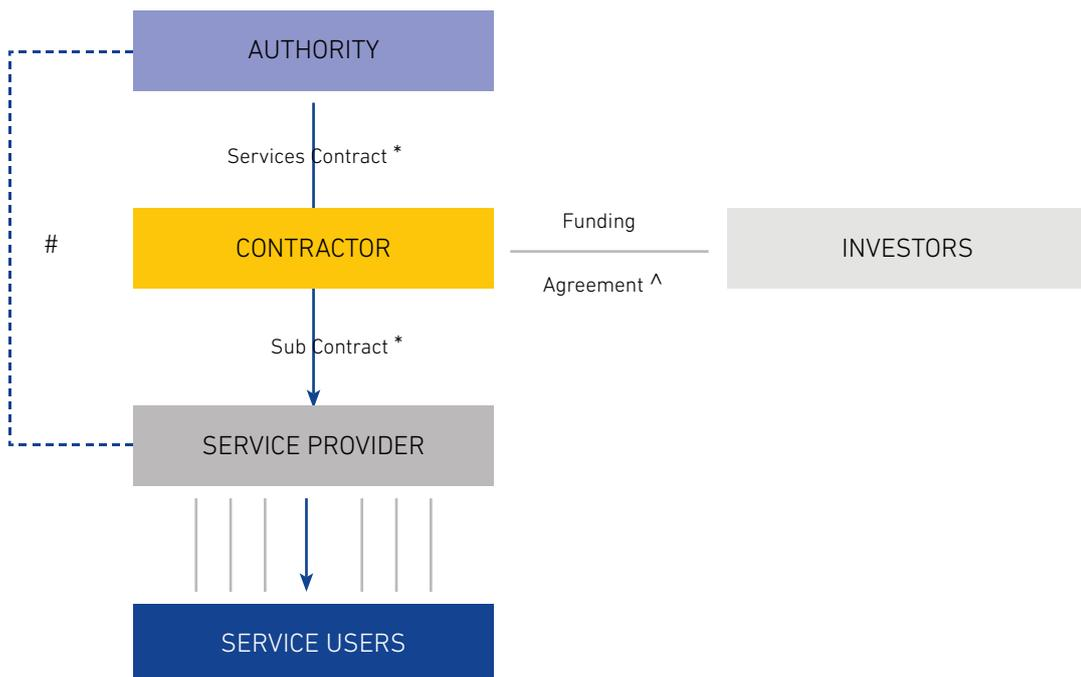 AUTHORITY
Services Contract *
Funding
# CONTRACTOR INVESTORS
Agreement ^
Sub Contract *
SERVICE PROVIDER
SERVICE USERS